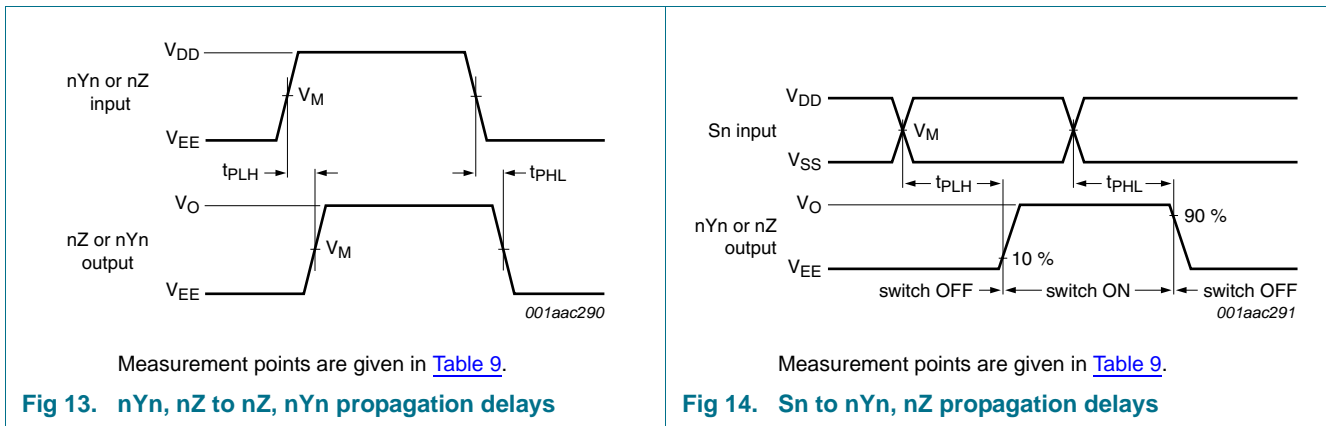 VDD
nYn or nZ
input
VM
VEE
tPLH
tPHL
VO
nZ or nYn
output
VM
VEE
001aac290
Measurement points are given in Table 9.
Fig 13. nYn, nZ to nZ, nYn propagation delays
VDD
Sn input
VM
VSS
tPLH
tPHL
VO
nYn or nZ
output
90 %
10 %
VEE
switch OFF
switch ON
switch OFF
001aac291
Measurement points are given in Table 9.
Fig 14. Sn to nYn, nZ propagation delays